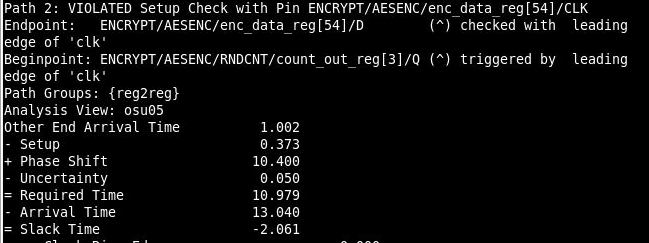 Path 2: VIOLATED Setup Check with Pin ENCRYPT/AESENC/enc_data_reg[54]/CLK
Endpoint:   ENCRYPT/AESENC/enc_data_reg[54]/D        (^) checked with  leading
edge of 'clk'
Beginpoint: ENCRYPT/AESENC/RNDCNT/count_out_reg[3]/Q (^) triggered by  leading
edge of 'clk'
Path Groups: {reg2reg}
Analysis View: osu05
Other End Arrival Time          1.002
- Setup                         0.373
+ Phase Shift                  10.400
- Uncertainty                   0.050
= Required Time                10.979
- Arrival Time                 13.040
= Slack Time                   -2.061